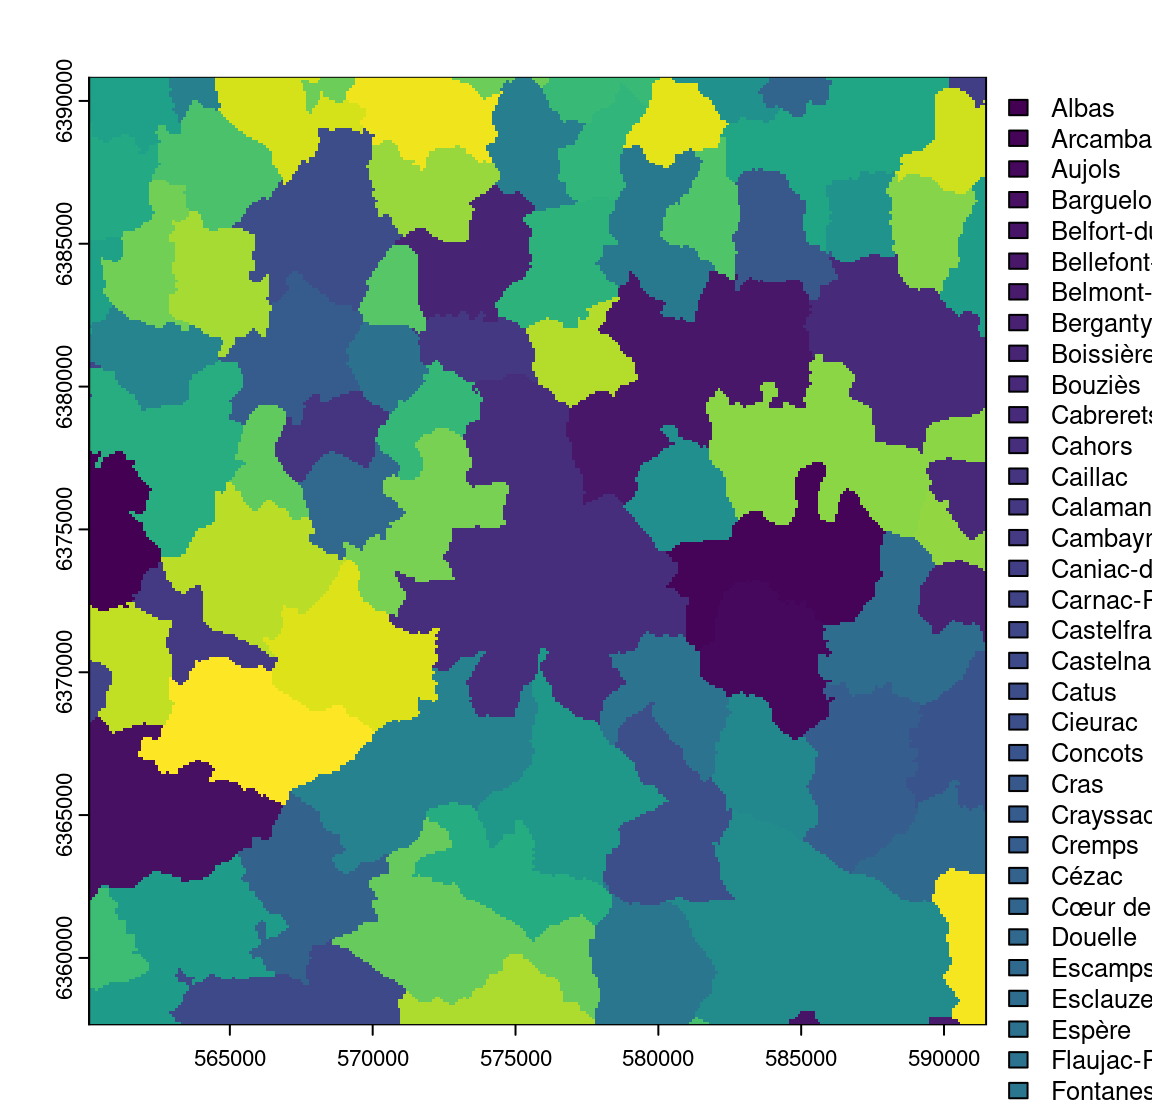 6390000
6385000
6380000
6375000
6370000
6365000
6360000
565000 570000 575000 580000 585000 590000
Albas
Arcamba
Aujols
Barguelo
Belfort-du
Bellefont-
Belmont-
Berganty
Boissière
Bouziès
Cabrerets
Cahors
Caillac
Calaman
Cambayr
Caniac-d
Carnac-R
Castelfra
Castelna
Catus
Cieurac
Concots
Cras
Crayssac
Cremps
Cézac
Cœur de
Douelle
Escamps
Esclauze
Espère
Flaujac-P
Fontanes